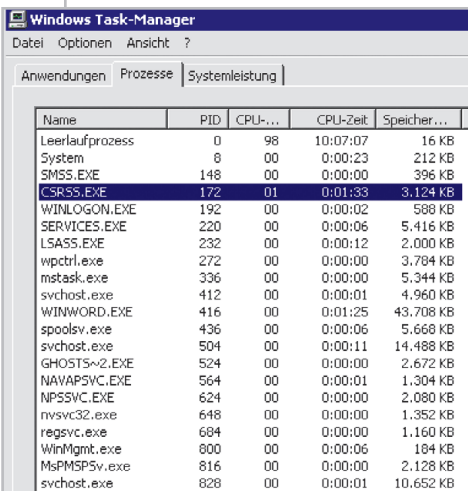 Windows Task-Manager
Datei Optionen Ansicht ?
Anwendungen Prozesse Systemleistung
Name PID CPU-... CPU-Zeit Speicher...
Leerlaufprozess 0 98 10:07:07 16 KB
System 8 00 0:00:23 212 KB
SMSS.EXE 148 00 0:00:00 396 KB
CSRSS.EXE 172 01 0:01:33 3.124 KB
WINLOGON.EXE 192 00 0:00:02 588 KB
SERVICES.EXE 220 00 0:00:06 5.416 KB
LSASS.EXE 232 00 0:00:12 2.000 KB
wpctrl.exe 272 00 0:00:00 3.784 KB
mstask.exe 336 00 0:00:00 5.344 KB
svchost.exe 412 00 0:00:01 4.960 KB
WINWORD.EXE 416 00 0:01:25 43.708 KB
spoolsv.exe 436 00 0:00:06 5.668 KB
svchost.exe 504 00 0:00:11 14.488 KB
GHOSTS~2.EXE 524 00 0:00:00 2.672 KB
NAVAPSVC.EXE 564 00 0:00:01 1.304 KB
NPSSVC.EXE 624 00 0:00:00 2.080 KB
nvsvc32.exe 648 00 0:00:00 1.352 KB
regsvc.exe 684 00 0:00:00 1.160 KB
WinMgmt.exe 800 00 0:00:06 184 KB
MsPMSPSv.exe 816 00 0:00:00 2.128 KB
svchost.exe 828 00 0:00:01 10.652 KB